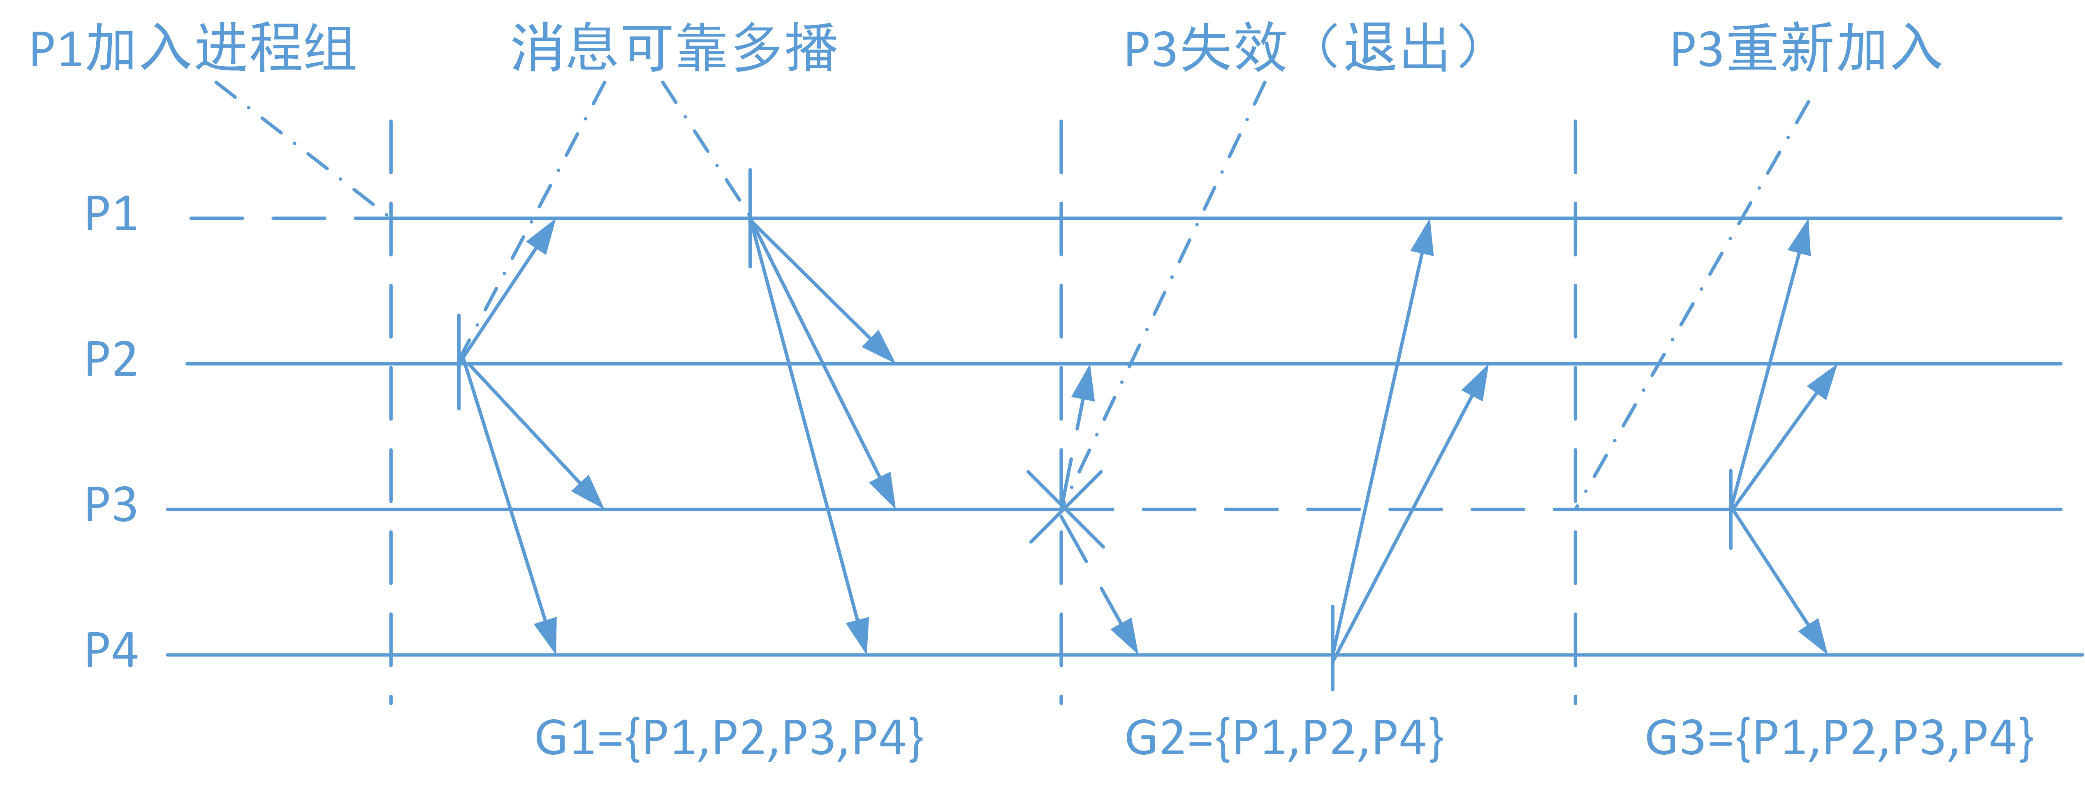 P1加入进程组
消息可靠多播
P3失效（退出）
P3重新加入
P1
P2
P3
P4
G1={P1,P2,P3,P4}
G2={P1,P2,P4}
G3={P1,P2,P3,P4}